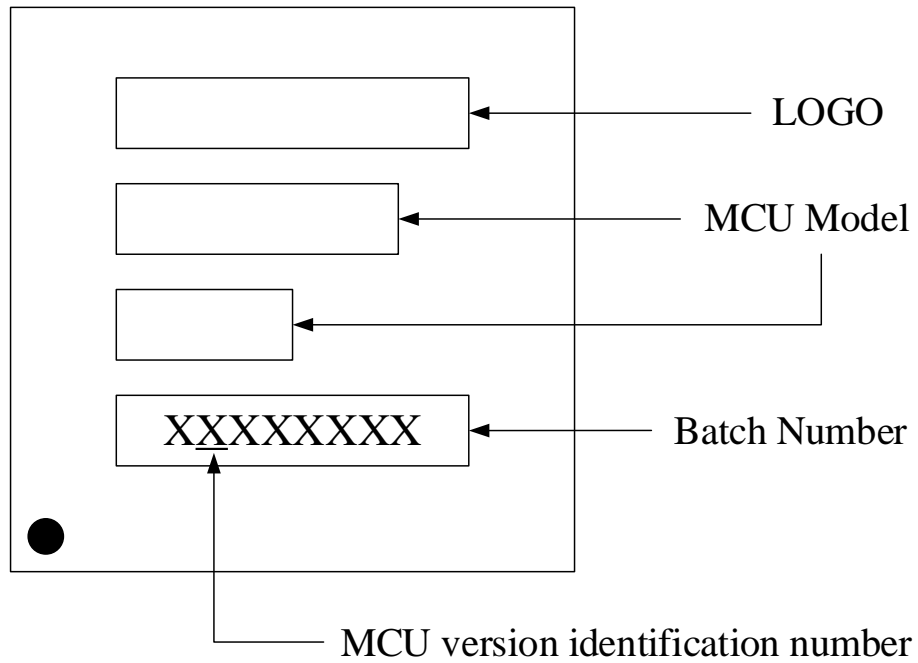 LOGO
MCU Model
XXXXXXXX
Batch Number
MCU version identification number